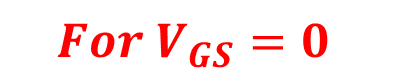 For V_GS = 0